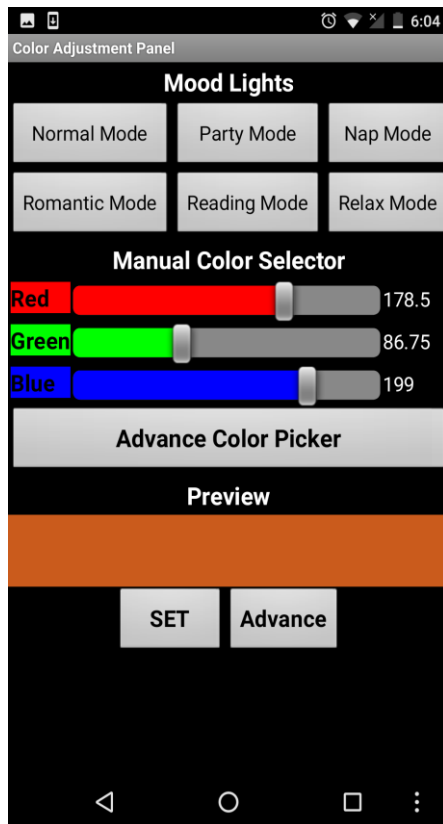 6:04
Color Adjustment Panel
Mood Lights
Normal Mode Party Mode Nap Mode
Romantic Mode Reading Mode Relax Mode
Manual Color Selector
Red 178.5
Green 86.75
Blue 199
Advance Color Picker
Preview
SET Advance